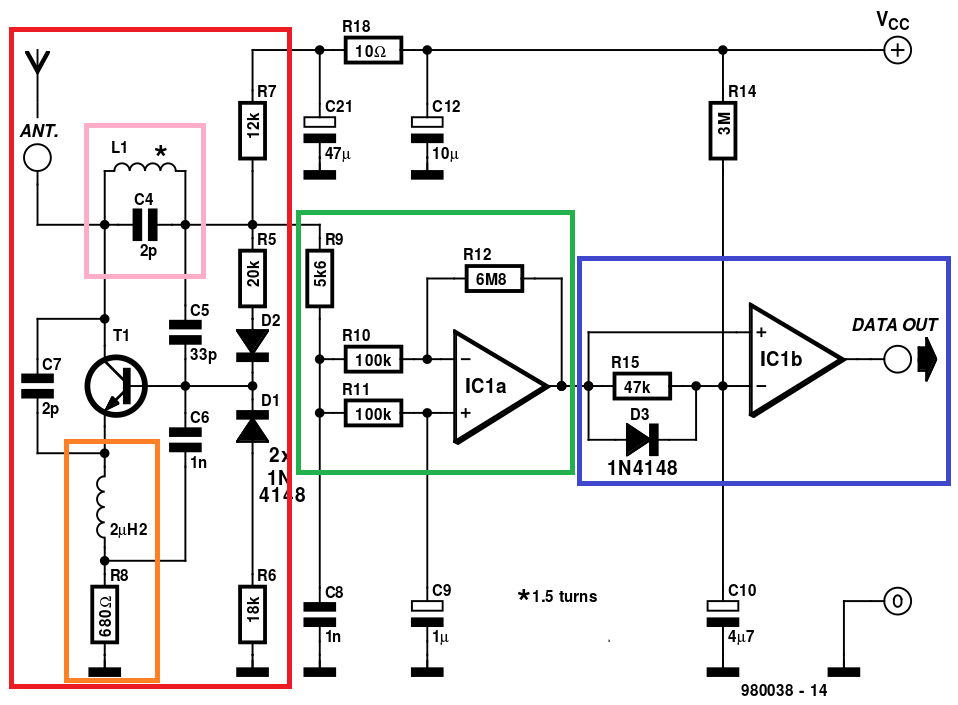 R18
10Ω
VCC
+
R7
12k
C21
47µ
C12
10µ
R14
3M
ANT.
L1
*
C4
2p
R5
20k
R9
5k6
R12
6M8
C5
33p
D2
T1
R10
100k
−
IC1a
R11
100k
+
C7
2p
D1
C6
1n
2x
1N
4148
+
IC1b
−
DATA OUT
R15
47k
D3
1N4148
2µH2
R8
680Ω
R6
18k
C8
1n
C9
1µ
*1.5 turns
C10
4µ7
0
980038 - 14